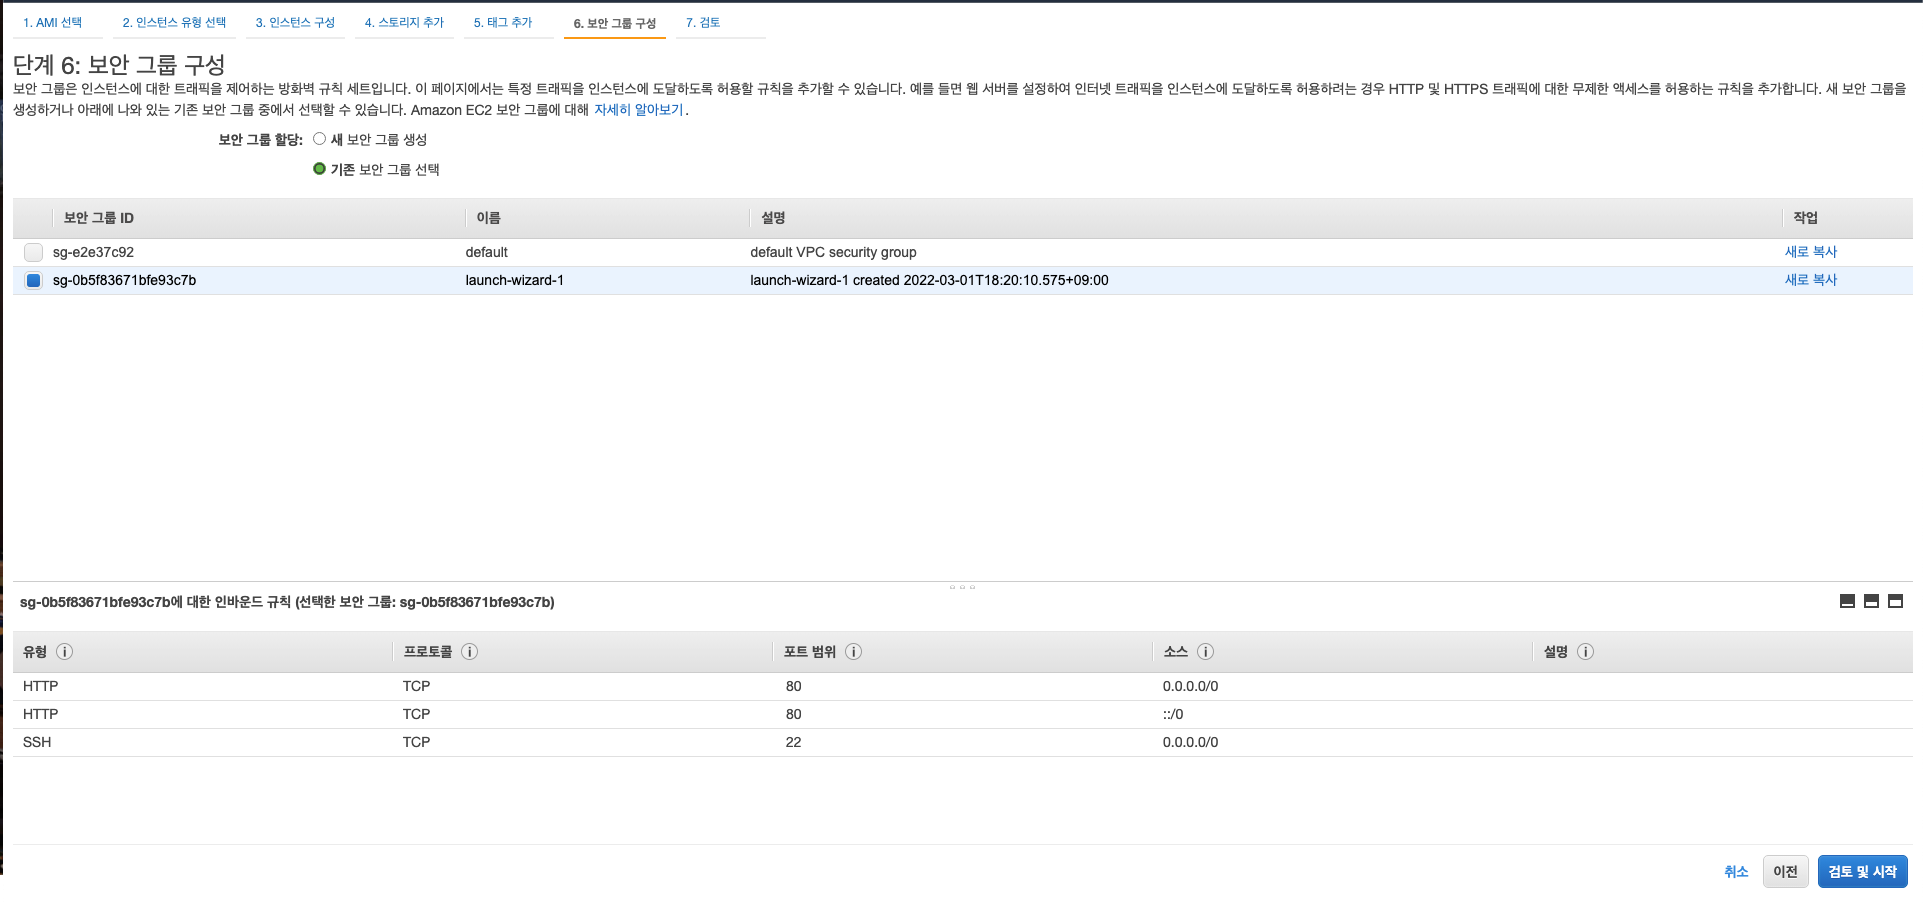 1. AMI 선택 2. 인스턴스 유형 선택 3. 인스턴스 구성 4. 스토리지 추가 5. 태그 추가 6. 보안 그룹 구성 7. 검토
단계 6: 보안 그룹 구성
보안 그룹은 인스턴스에 대한 트래픽을 제어하는 방화벽 규칙 세트입니다. 이 페이지에서는 특정 트래픽을 인스턴스에 도달하도록 허용할 규칙을 추가할 수 있습니다. 예를 들면 웹 서버를 설정하여 인터넷 트래픽을 인스턴스에 도달하도록 허용하려는 경우 HTTP 및 HTTPS 트래픽에 대한 무제한 액세스를 허용하는 규칙을 추가합니다. 새 보안 그룹을
생성하거나 아래에 나와 있는 기존 보안 그룹 중에서 선택할 수 있습니다. Amazon EC2 보안 그룹에 대해 자세히 알아보기.
보안 그룹 할당: 새 보안 그룹 생성
기존 보안 그룹 선택
보안 그룹 ID 이름 설명 작업
sg-e2e37c92 default default VPC security group 새로 복사
sg-0b5f83671bfe93c7b launch-wizard-1 launch-wizard-1 created 2022-03-01T18:20:10.575+09:00 새로 복사
sg-0b5f83671bfe93c7b에 대한 인바운드 규칙 (선택한 보안 그룹: sg-0b5f83671bfe93c7b)
유형 i 프로토콜 i 포트 범위 i 소스 i 설명 i
HTTP TCP 80 0.0.0.0/0
HTTP TCP 80 ::/0
SSH TCP 22 0.0.0.0/0
취소 이전 검토 및 시작